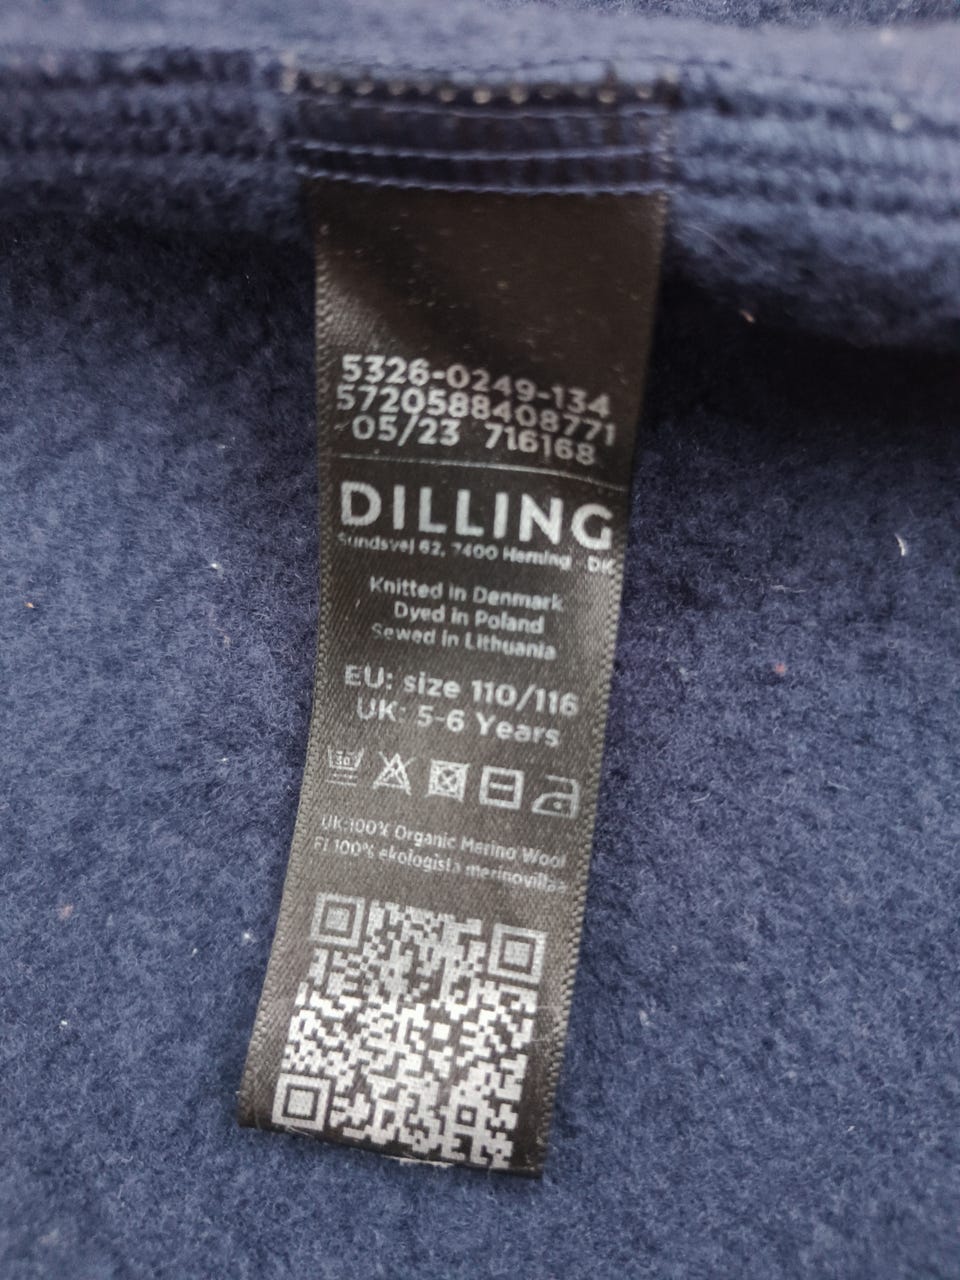 5326-0249-134
5720588408771
05/23 716168
DILLING
Sundsvej 62, 7400 Herning DK
Knitted in Denmark
Dyed in Poland
Sewed in Lithuania
EU: size 110/116
UK: 5-6 Years
30
UK:100% Organic Merino Wool
FI 100% ekologista merinovillaa